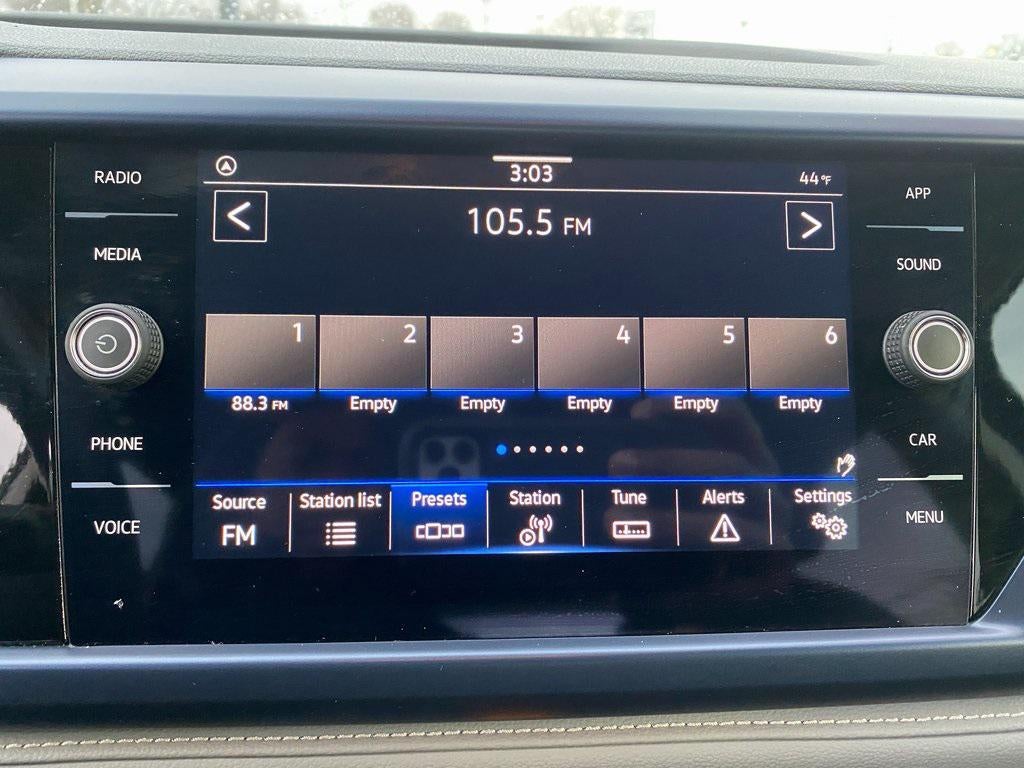 RADIO
MEDIA
PHONE
VOICE
3:03
44°F
105.5 FM
1 2 3 4 5 6
88.3 FM Empty Empty Empty Empty Empty
Source Station list Presets Station Tune Alerts Settings
FM
APP
SOUND
CAR
MENU